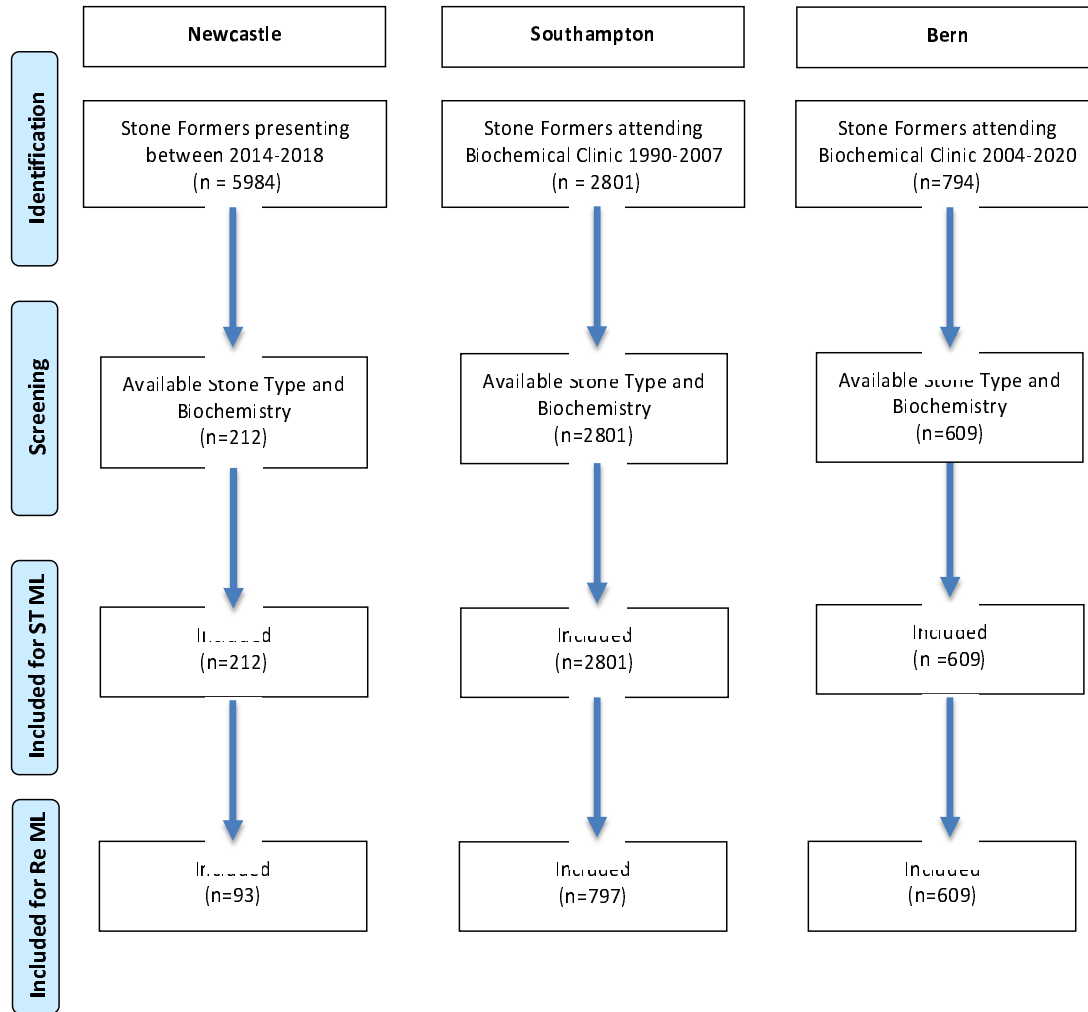 Newcastle
Southampton
Bern
Identification
Stone Formers presenting
between 2014-2018
(n = 5984)
Stone Formers attending
Biochemical Clinic 1990-2007
(n = 2801)
Stone Formers attending
Biochemical Clinic 2004-2020
(n=794)
Screening
Available Stone Type and
Biochemistry
(n=212)
Available Stone Type and
Biochemistry
(n=2801)
Available Stone Type and
Biochemistry
(n=609)
Included for ST ML
Included
(n=212)
Included
(n=2801)
Included
(n =609)
Included for Re ML
Included
(n=93)
Included
(n=797)
Included
(n=609)